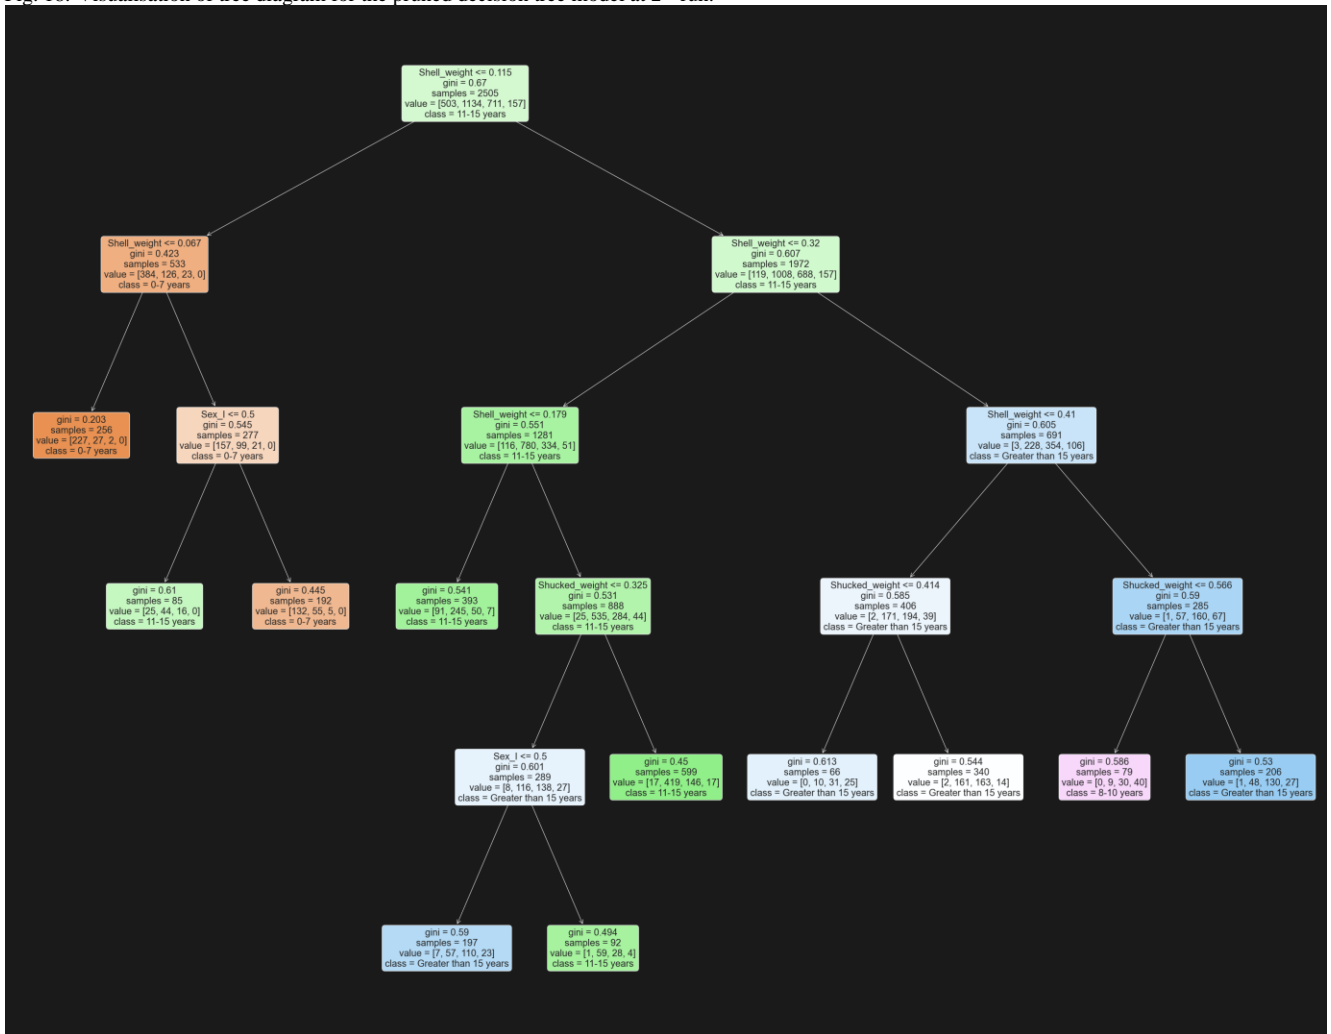 Fig. 18. Visualisation of tree diagram for the pruned decision tree model at 2
Shell_weight <= 0.115
gini = 0.67
samples = 2505
value = [503, 1134, 711, 157]
class = 11-15 years
Shell_weight <= 0.067
gini = 0.423
samples = 533
value = [384, 126, 23, 0]
class = 0-7 years
Shell_weight <= 0.32
gini = 0.607
samples = 1972
value = [119, 1008, 688, 157]
class = 11-15 years
gini = 0.203
samples = 256
value = [227, 27, 2, 0]
class = 0-7 years
Sex_I <= 0.5
gini = 0.545
samples = 277
value = [157, 99, 21, 0]
class = 0-7 years
Shell_weight <= 0.179
gini = 0.551
samples = 1281
value = [116, 780, 334, 51]
class = 11-15 years
Shell_weight <= 0.41
gini = 0.605
samples = 691
value = [3, 228, 354, 106]
class = Greater than 15 years
gini = 0.61
samples = 85
value = [25, 44, 16, 0]
class = 11-15 years
gini = 0.445
samples = 192
value = [132, 55, 5, 0]
class = 0-7 years
gini = 0.541
samples = 393
value = [91, 245, 50, 7]
class = 11-15 years
Shucked_weight <= 0.325
gini = 0.531
samples = 888
value = [25, 535, 284, 44]
class = 11-15 years
Shucked_weight <= 0.414
gini = 0.585
samples = 406
value = [2, 171, 194, 39]
class = Greater than 15 years
Shucked_weight <= 0.566
gini = 0.59
samples = 285
value = [1, 57, 160, 67]
class = Greater than 15 years
Sex_I <= 0.5
gini = 0.601
samples = 289
value = [8, 116, 138, 27]
class = Greater than 15 years
gini = 0.45
samples = 599
value = [17, 419, 146, 17]
class = 11-15 years
gini = 0.613
samples = 66
value = [0, 10, 31, 25]
class = Greater than 15 years
gini = 0.544
samples = 340
value = [2, 161, 163, 14]
class = Greater than 15 years
gini = 0.586
samples = 79
value = [0, 9, 30, 40]
class = 8-10 years
gini = 0.53
samples = 206
value = [1, 48, 130, 27]
class = Greater than 15 years
gini = 0.59
samples = 197
value = [7, 57, 110, 23]
class = Greater than 15 years
gini = 0.494
samples = 92
value = [1, 59, 28, 4]
class = 11-15 years